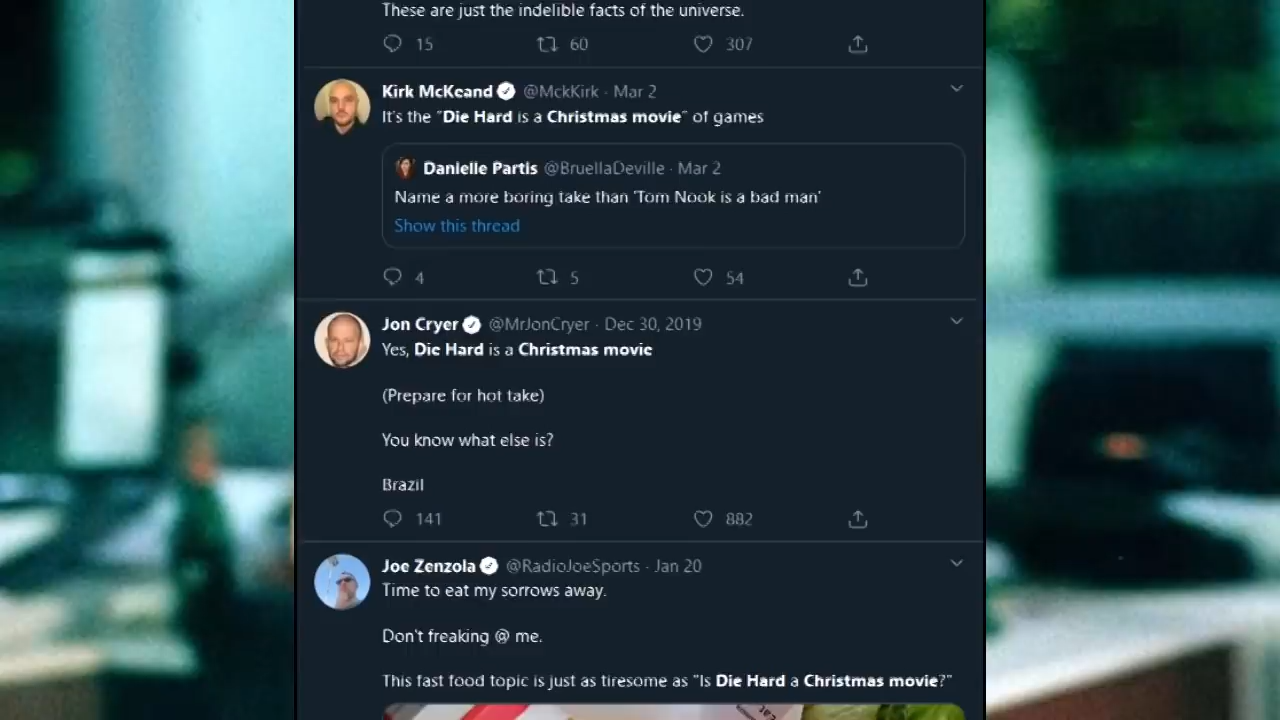 These are just the indelible facts of the universe.
15 60 307
Kirk McKeand @MckKirk · Mar 2
It's the "Die Hard is a Christmas movie" of games
Danielle Partis @BruellaDeville · Mar 2
Name a more boring take than 'Tom Nook is a bad man'
Show this thread
4 5 54
Jon Cryer @MrJonCryer · Dec 30, 2019
Yes, Die Hard is a Christmas movie
(Prepare for hot take)
You know what else is?
Brazil
141 31 882
Joe Zenzola @RadioJoeSports · Jan 20
Time to eat my sorrows away.
Don't freaking @ me.
This fast food topic is just as tiresome as "Is Die Hard a Christmas movie?"